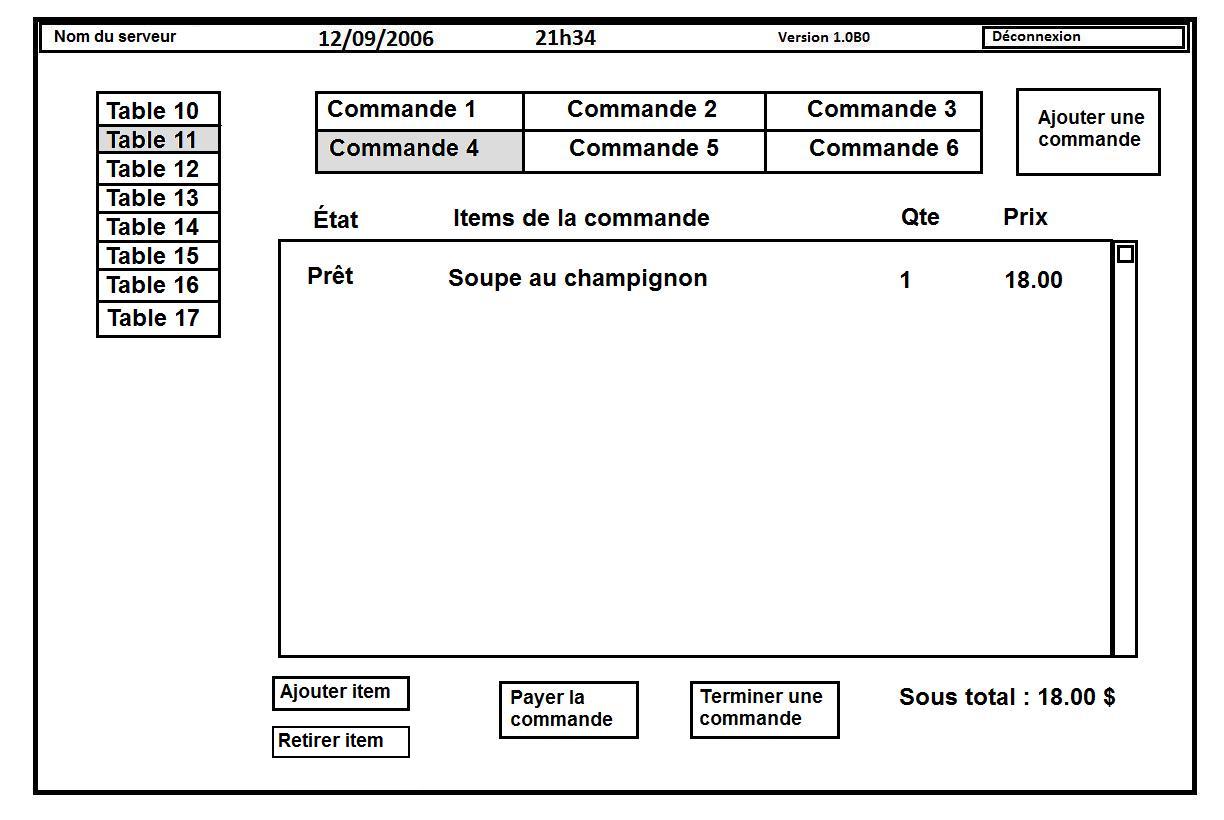 Nom du serveur 12/09/2006 21h34 Version 1.0B0 Déconnexion
Table 10
Table 11
Table 12
Table 13
Table 14
Table 15
Table 16
Table 17
Commande 1 Commande 2 Commande 3
Commande 4 Commande 5 Commande 6
Ajouter une
commande
État Items de la commande Qte Prix
Prêt Soupe au champignon 1 18.00
Ajouter item
Retirer item
Payer la
commande
Terminer une
commande
Sous total : 18.00 $